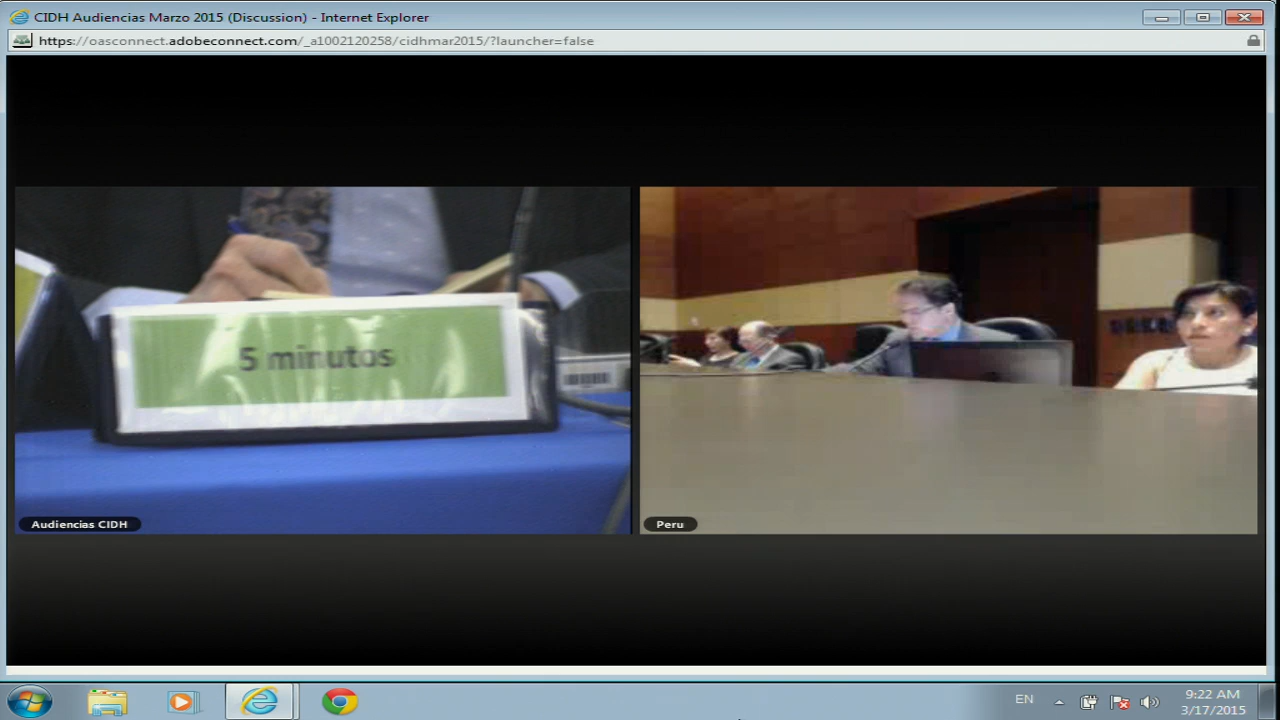 CIDH Audiencias Marzo 2015 (Discussion) - Internet Explorer
https://oasconnect.adobeconnect.com/_a1002120258/cidhmar2015/?launcher=false
5 minutos
Audiencias CIDH
Peru
EN
9:22 AM
3/17/2015